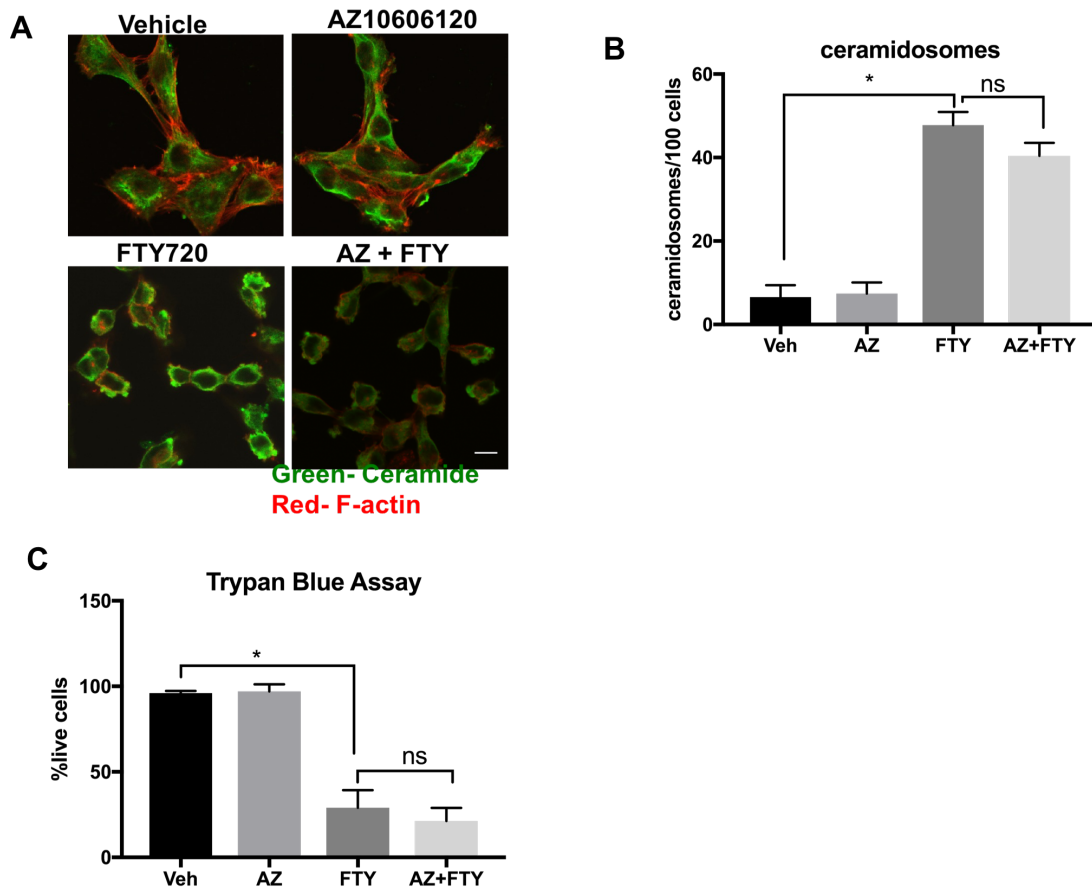 A
Vehicle
AZ10606120
FTY720
AZ + FTY
Green- Ceramide
Red- F-actin
B
ceramidosomes
ceramidosomes/100 cells
60
40
20
0
*
ns
Veh
AZ
FTY
AZ+FTY
C
Trypan Blue Assay
%live cells
150
100
50
0
*
ns
Veh
AZ
FTY
AZ+FTY